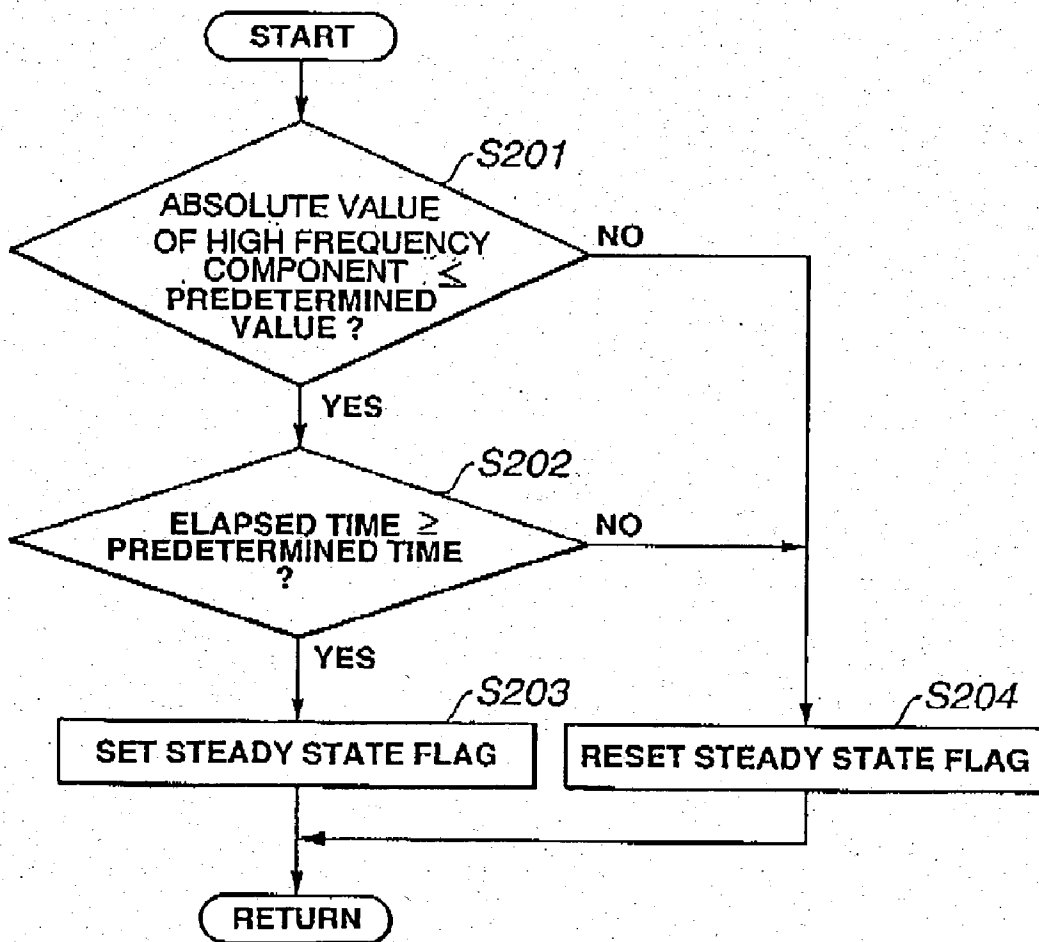 START
S201
ABSOLUTE VALUE
OF HIGH FREQUENCY
COMPONENT ≤
PREDETERMINED
VALUE ?
NO
YES
S202
ELAPSED TIME ≥
PREDETERMINED TIME
?
NO
YES
S203
SET STEADY STATE FLAG
S204
RESET STEADY STATE FLAG
RETURN